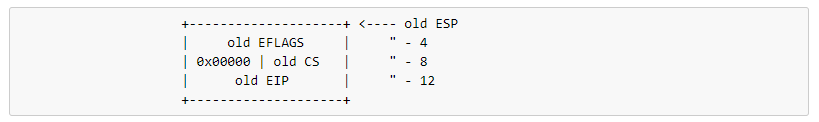 +--------------------+ <---- old ESP
|     old EFLAGS     |     " - 4
| 0x00000 | old CS   |     " - 8
|      old EIP       |     " - 12
+--------------------+